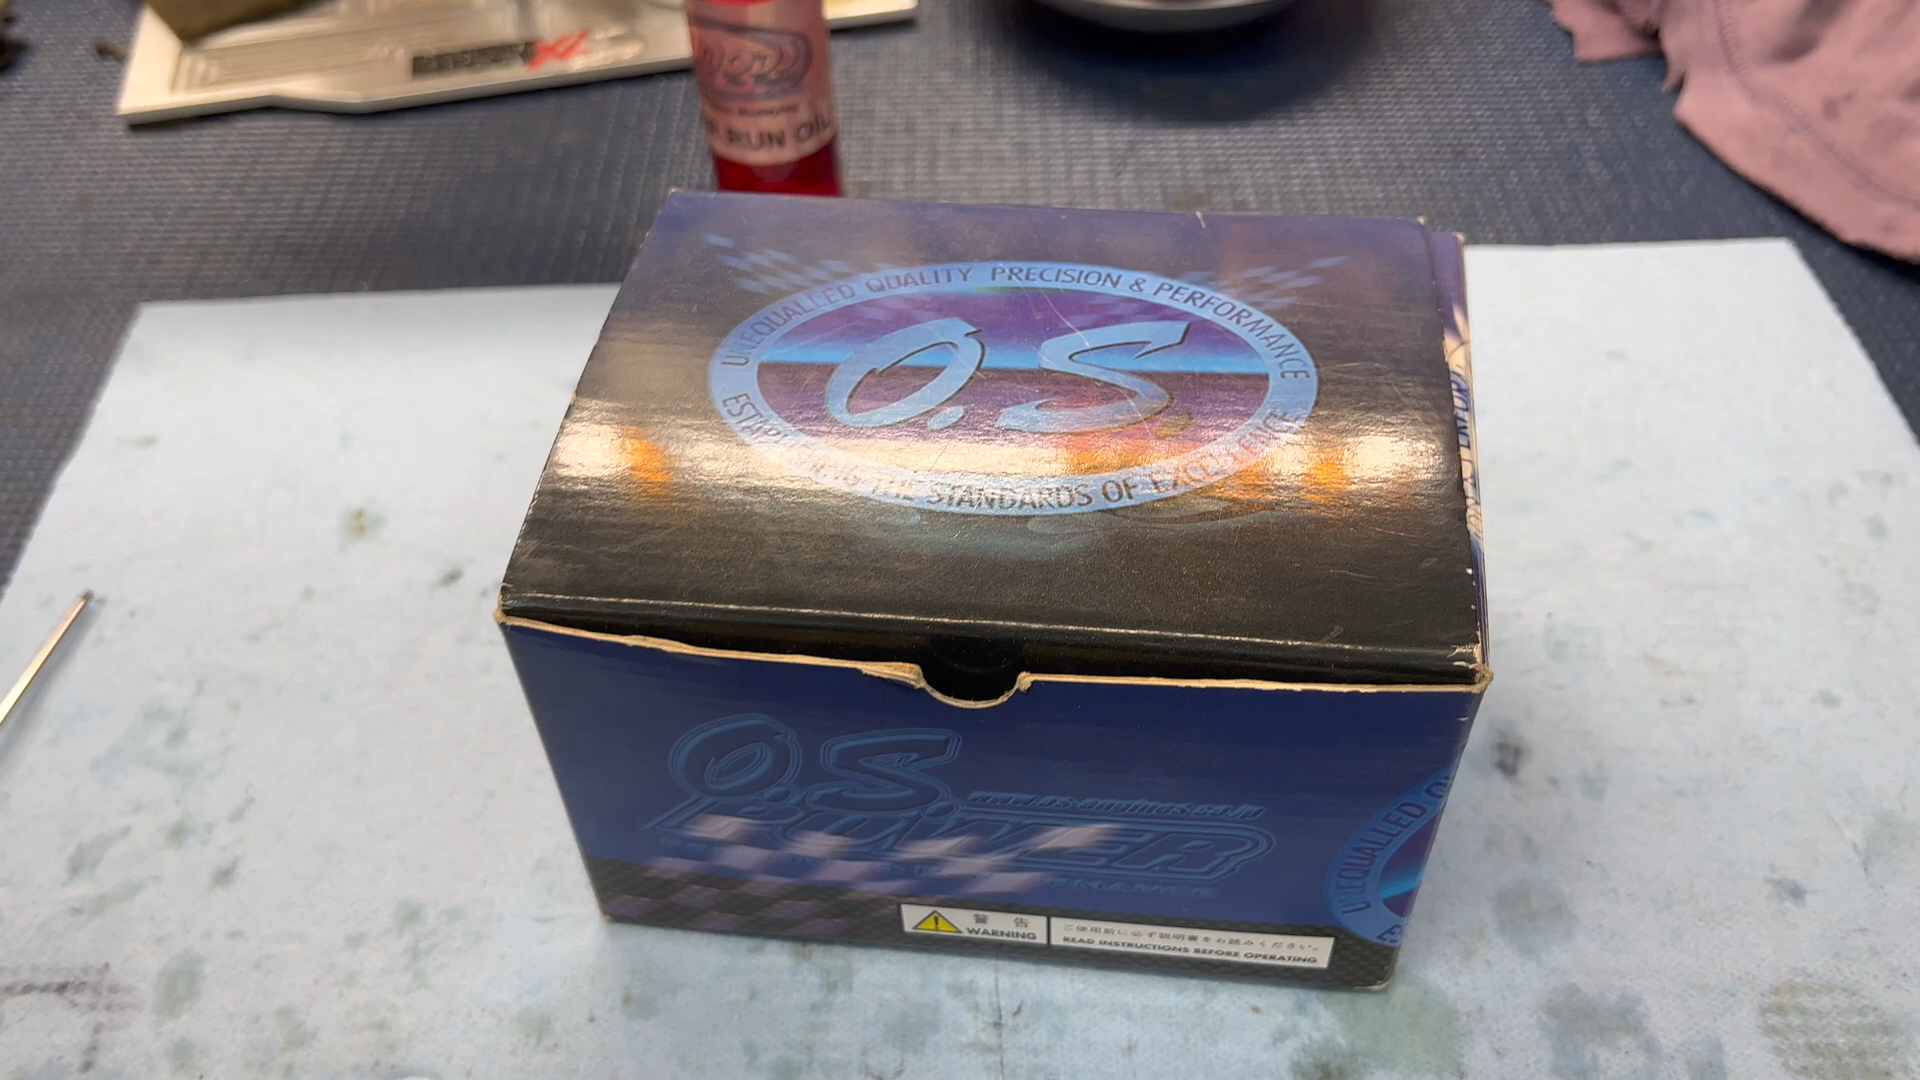 RUN OIL
UNEQUALLED QUALITY PRECISION & PERFORMANCE
O.S.
ESTABLISHING THE STANDARDS OF EXCELLENCE
O.S.
POWER
警 告
WARNING
ご使用前に必ず説明書をお読みください。
READ INSTRUCTIONS BEFORE OPERATING
UNEQUALLED